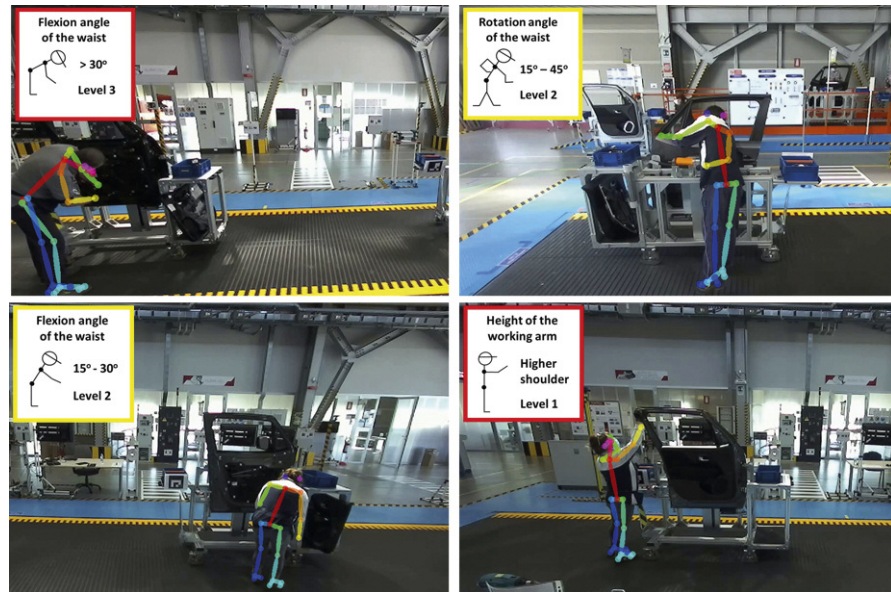 Flexion angle
of the waist
> 30°
Level 3
Rotation angle
of the waist
15° – 45°
Level 2
Flexion angle
of the waist
15° - 30°
Level 2
Height of the
working arm
Higher
shoulder
Level 1